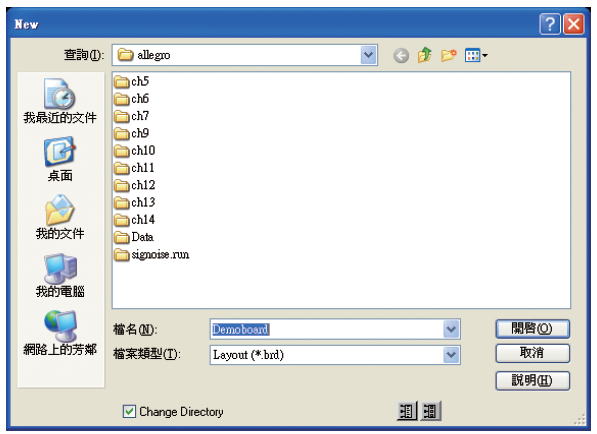 New
查詢(I): allegro
我最近的文件
桌面
我的文件
我的電腦
網路上的芳鄰
ch5
ch6
ch7
ch9
ch10
ch11
ch12
ch13
ch14
Data
signoise.run
檔名(N): Demoboard 開啓(O)
檔案類型(T): Layout (*.brd) 取消
說明(H)
Change Directory